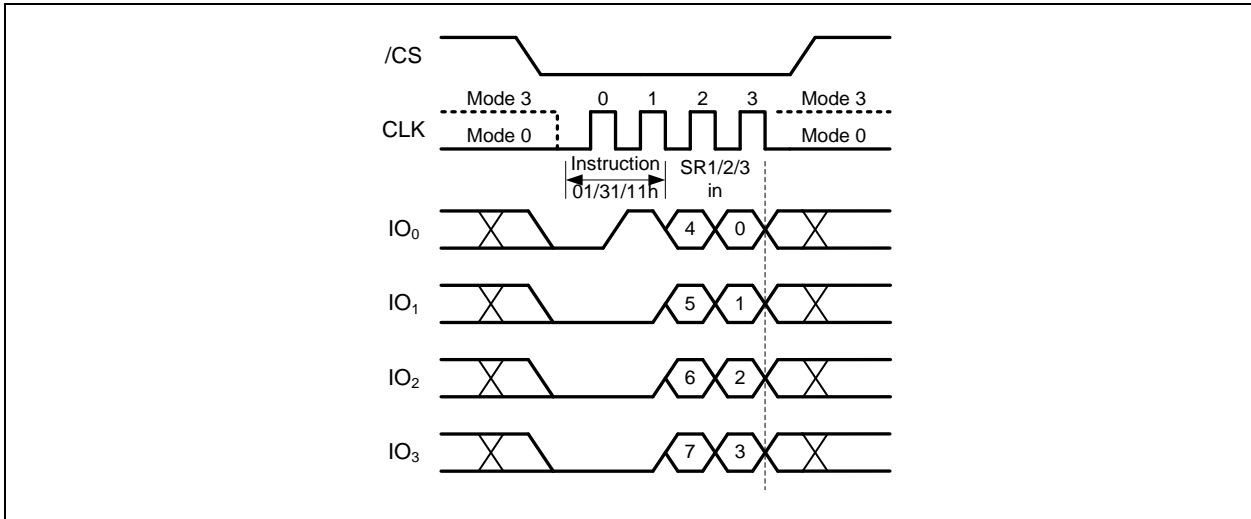 /CS
Mode 3 0 1 2 3 Mode 3
CLK
Mode 0 Mode 0
Instruction SR1/2/3
01/31/11h in
IO₀ 4 0
IO₁ 5 1
IO₂ 6 2
IO₃ 7 3